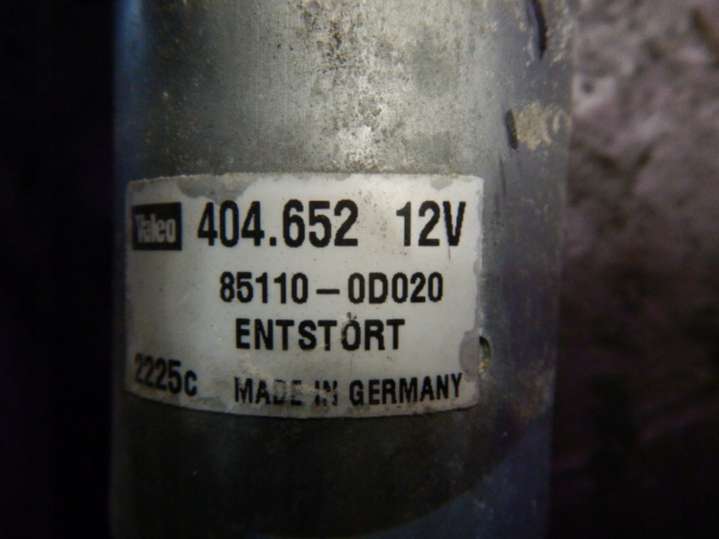 Valeo 404.652 12V
85110-0D020
ENTSTÖRT
2225c MADE IN GERMANY